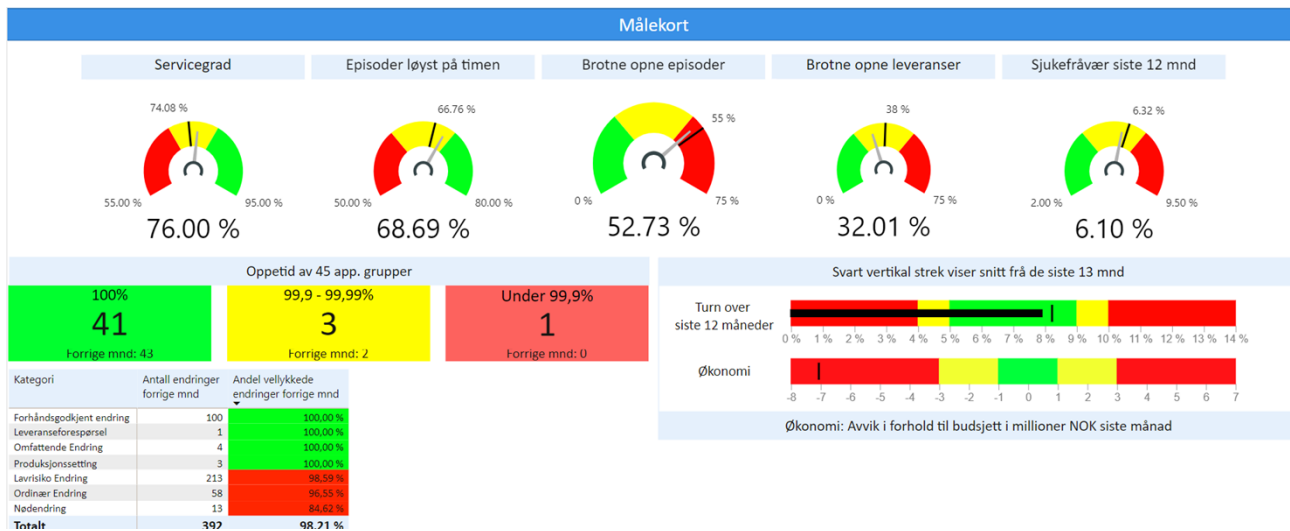 Målekort
Servicegrad
Episoder løyst på timen
Brotne opne episoder
Brotne opne leveranser
Sjukefråvær siste 12 mnd
74.08 %
55.00 %
95.00 %
76.00 %
66.76 %
50.00 %
80.00 %
68.69 %
55 %
0 %
75 %
52.73 %
38 %
0 %
75 %
32.01 %
6.32 %
2.00 %
9.50 %
6.10 %
Oppetid av 45 app. grupper
100%
41
Forrige mnd: 43
99,9 - 99,99%
3
Forrige mnd: 2
Under 99,9%
1
Forrige mnd: 0
Svart vertikal strek viser snitt frå de siste 13 mnd
Turn over
siste 12 måneder
0 % 1 % 2 % 3 % 4 % 5 % 6 % 7 % 8 % 9 % 10 % 11 % 12 % 13 % 14 %
Økonomi
-8 -7 -6 -5 -4 -3 -2 -1 0 1 2 3 4 5 6 7
Økonomi: Avvik i forhold til budsjett i millioner NOK siste månad
Kategori Antall endringer Andel vellykkede
forrige mnd endringer forrige mnd
Forhåndsgodkjent endring 100 100,00 %
Leveranseforespørsel 1 100,00 %
Omfattende Endring 4 100,00 %
Produksjonssetting 3 100,00 %
Lavrisiko Endring 213 98,59 %
Ordinær Endring 58 96,55 %
Nødendring 13 84,62 %
Totalt 392 98,21 %